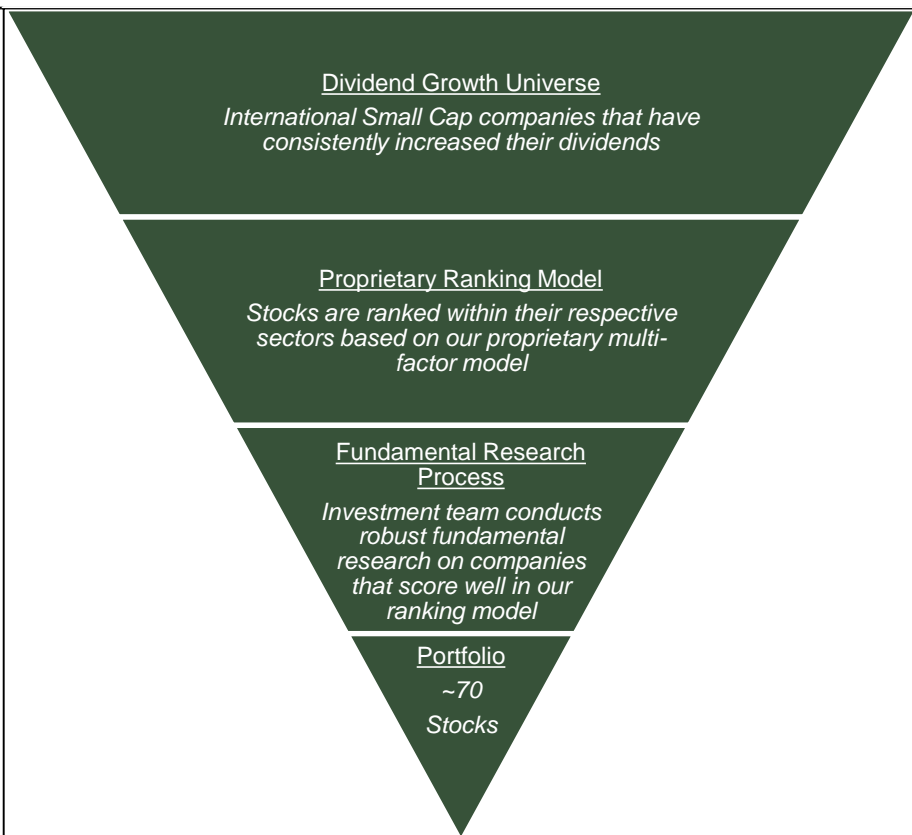 Dividend Growth Universe
International Small Cap companies that have
consistently increased their dividends
Proprietary Ranking Model
Stocks are ranked within their respective
sectors based on our proprietary multi-
factor model
Fundamental Research
Process
Investment team conducts
robust fundamental
research on companies
that score well in our
ranking model
Portfolio
~70
Stocks